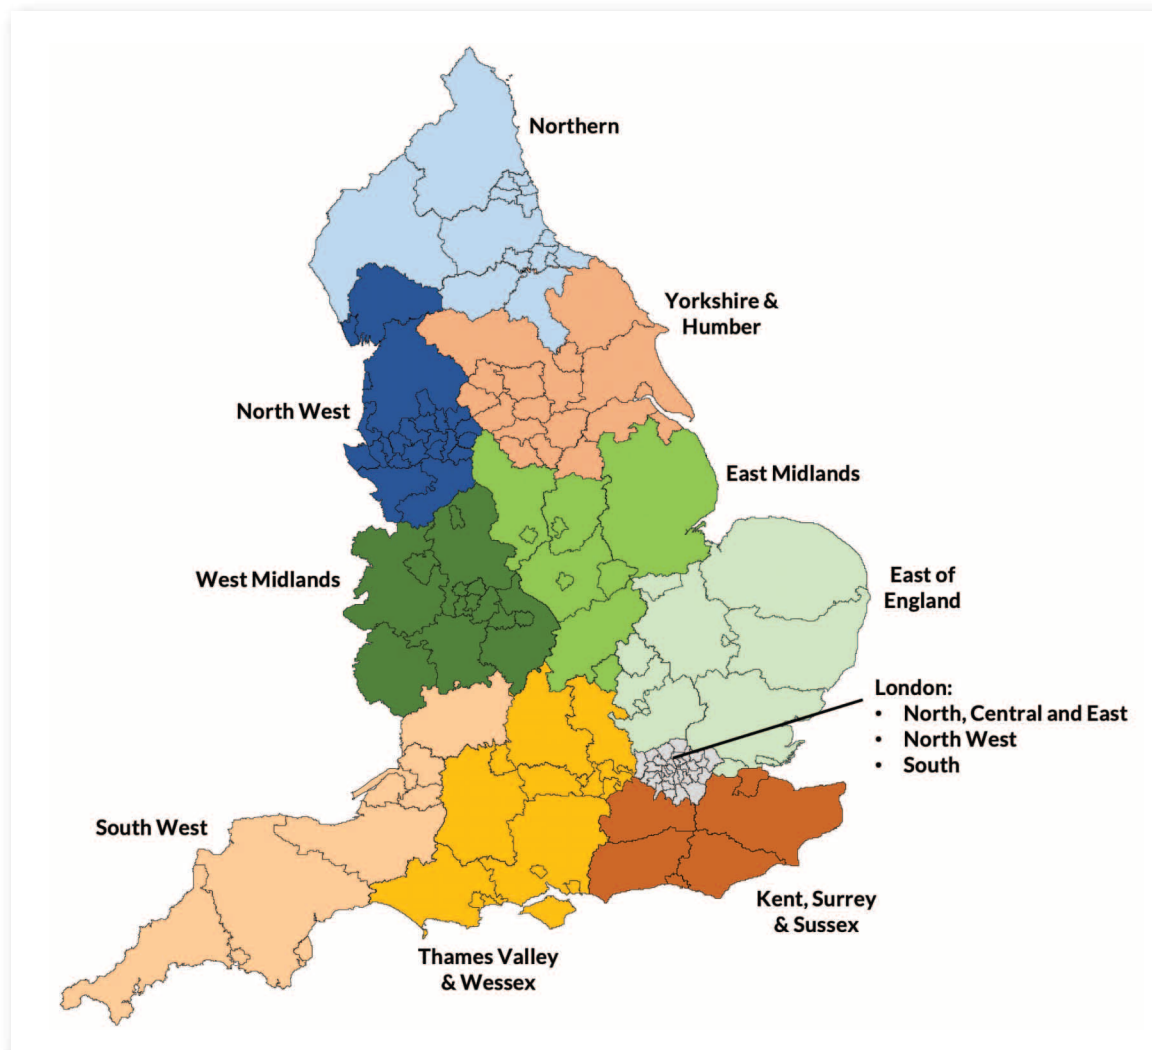 Northern
Yorkshire &
Humber
North West
East Midlands
West Midlands
East of
England
London:
• North, Central and East
• North West
• South
South West
Kent, Surrey
& Sussex
Thames Valley
& Wessex